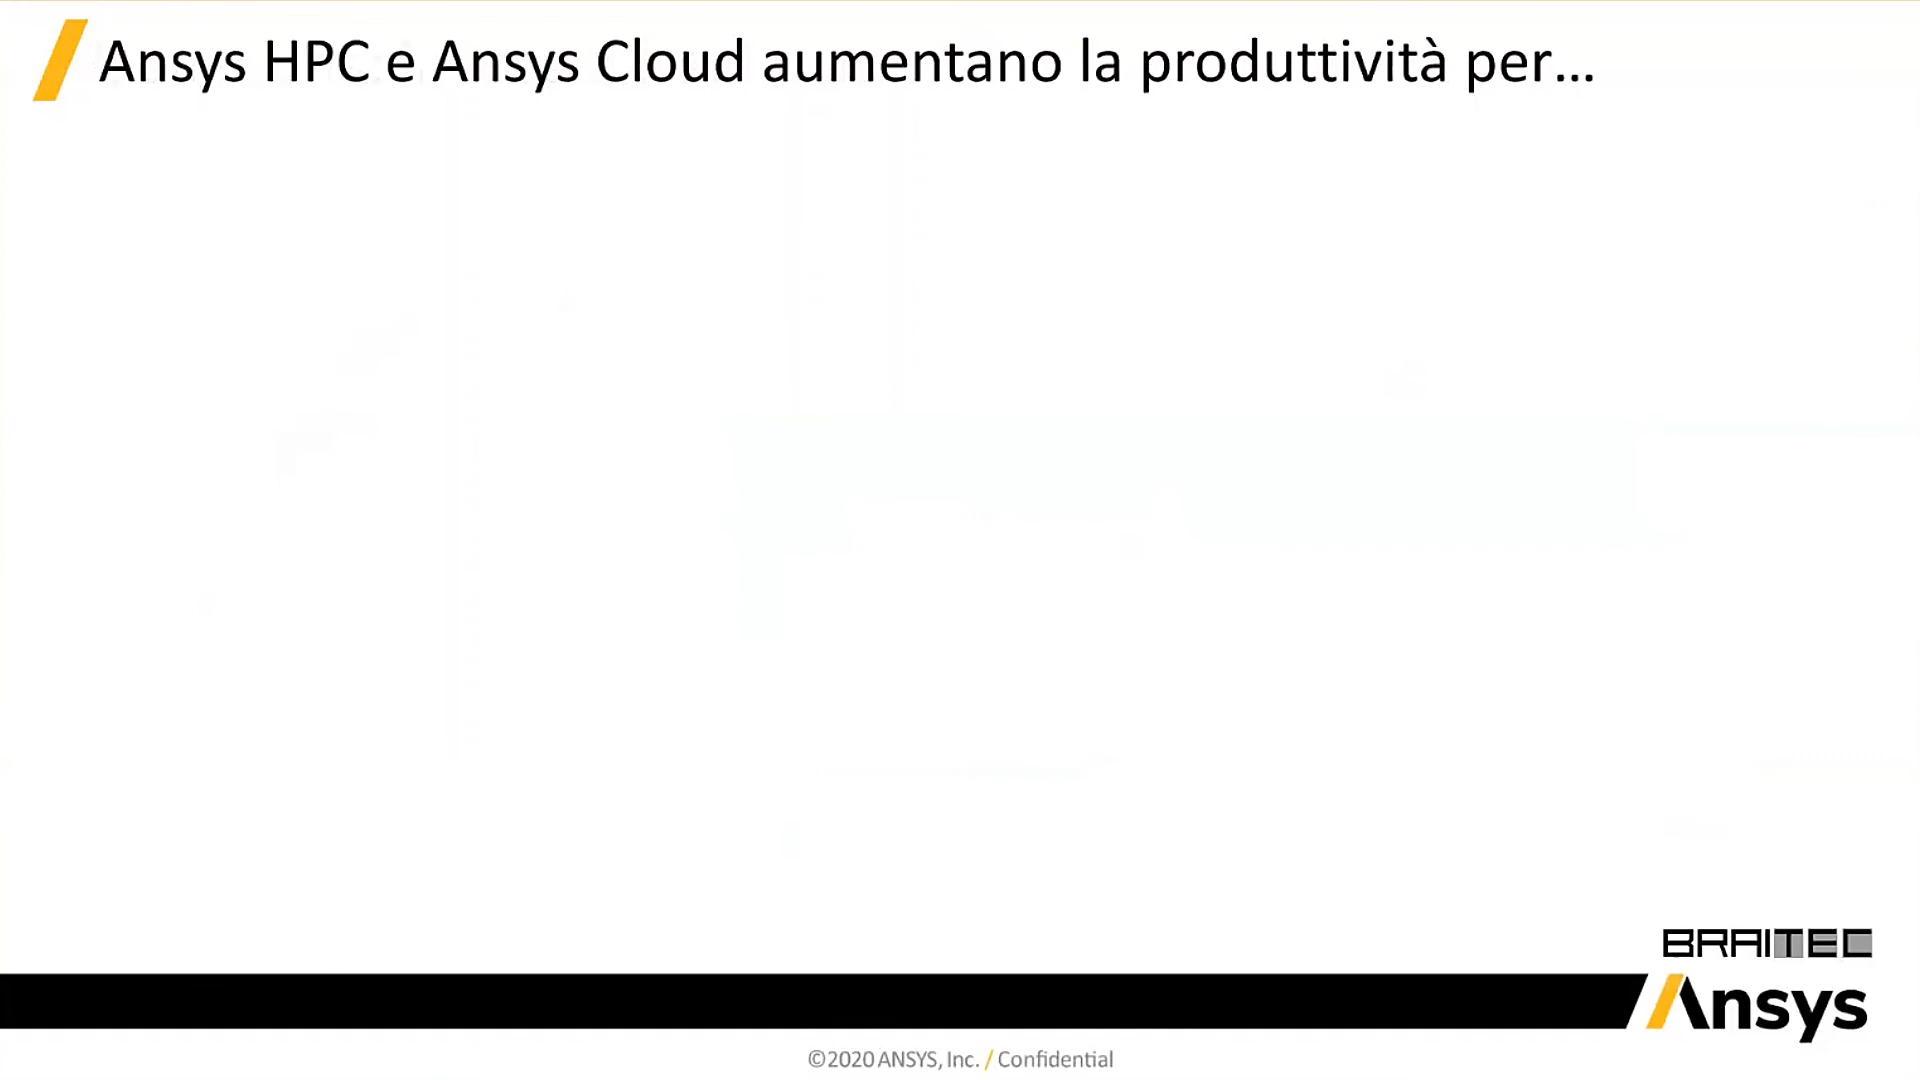 Ansys HPC e Ansys Cloud aumentano la produttività per...
BRAITEC
Ansys
©2020 ANSYS, Inc. / Confidential